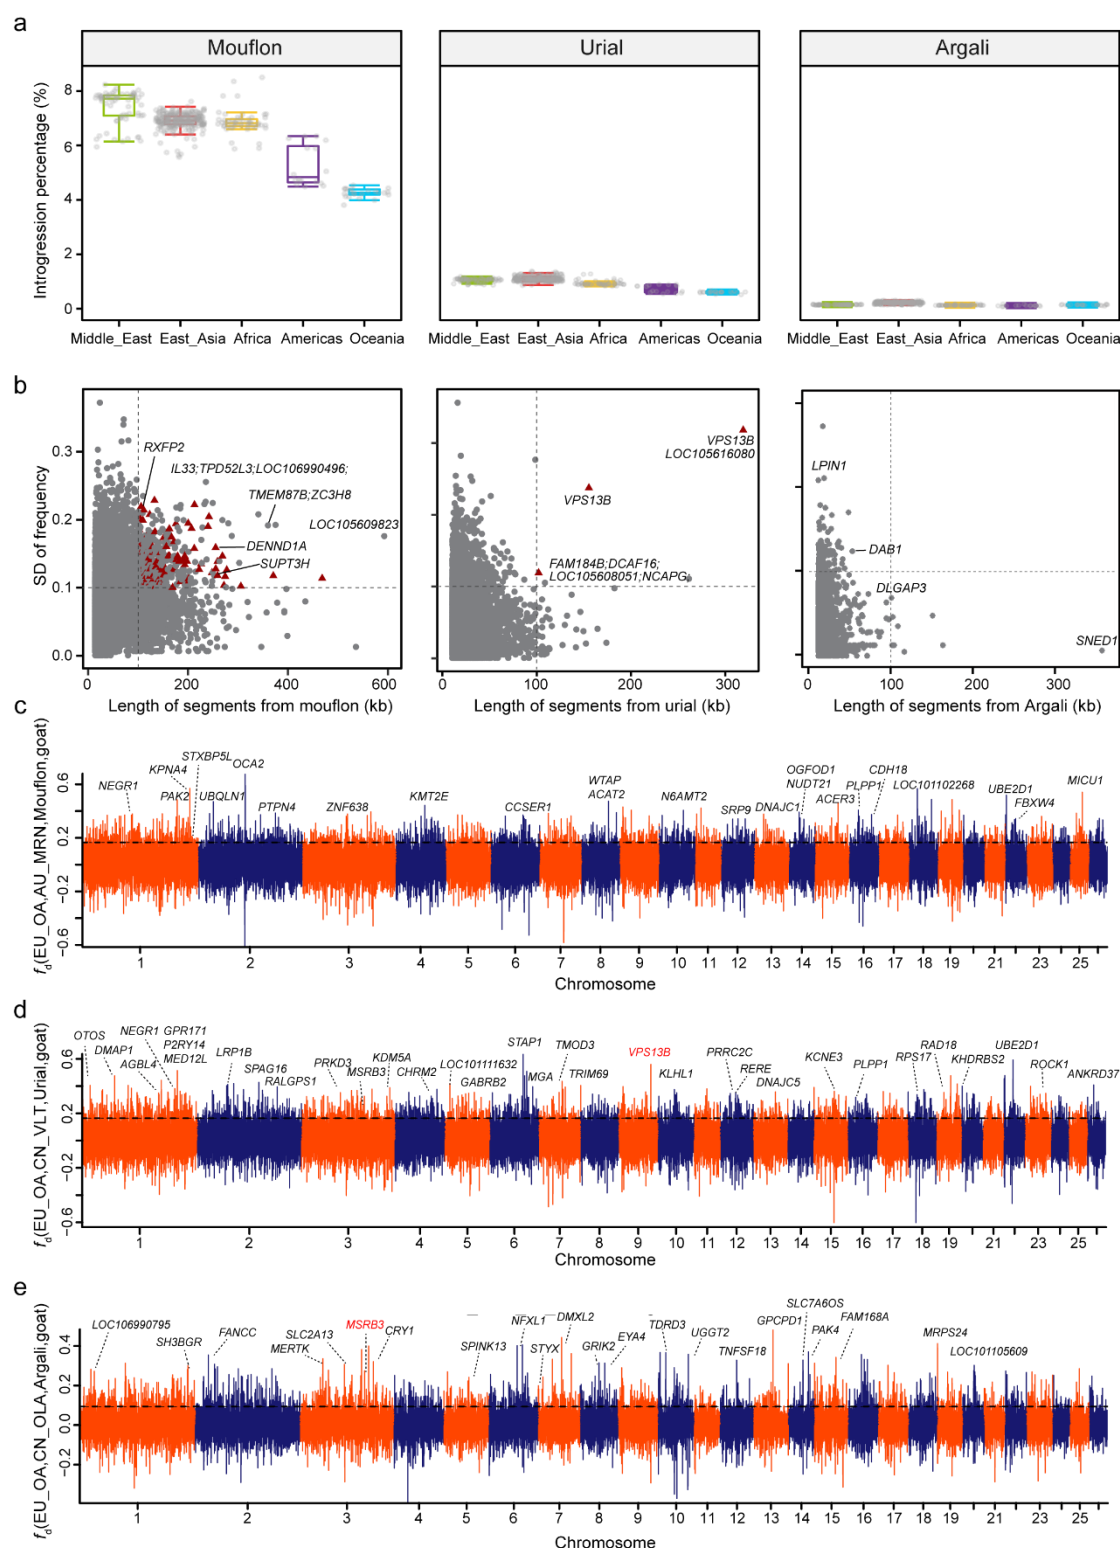 a
Mouflon
Urial
Argali
Introgression percentage (%)
8
6
4
2
0
Middle_East East_Asia Africa Americas Oceania
Middle_East East_Asia Africa Americas Oceania
Middle_East East_Asia Africa Americas Oceania
b
SD of frequency
0.3
0.2
0.1
0.0
RXFP2
IL33;TPD52L3;LOC106990496;
TMEM87B;ZC3H8
LOC105609823
DENND1A
SUPT3H
0 200 400 600
Length of segments from mouflon (kb)
VPS13B
LOC105616080
VPS13B
FAM184B;DCAF16;
LOC105608051;NCAPG
0 100 200 300
Length of segments from urial (kb)
LPIN1
DAB1
DLGAP3
SNED1
0 100 200 300
Length of segments from Argali (kb)
c
fd(EU_OA,AU_MRN,Mouflon,goat)
0.6
0.2
−0.2
−0.6
NEGR1
KPNA4
PAK2
STXBP5L
UBQLN1
OCA2
PTPN4
ZNF638
KMT2E
CCSER1
WTAP
ACAT2
N6AMT2
SRP9
DNAJC1
OGFOD1
NUDT21
ACER3
PLPP1
CDH18
LOC101102268
UBE2D1
FBXW4
MICU1
1 2 3 4 5 6 7 8 9 10 11 12 13 14 15 16 17 18 19 21 23 25
Chromosome
d
fd(EU_OA,CN_VLT,Urial,goat)
0.6
0.2
−0.2
−0.6
OTOS
DMAP1
NEGR1
AGBL4
GPR171
P2RY14
MED12L
LRP1B
SPAG16
RALGPS1
PRKD3
MSRB3
KDM5A
CHRM2
LOC101111632
GABRB2
STAP1
MGA
TMOD3
TRIM69
VPS13B
KLHL1
PRRC2C
RERE
DNAJC5
KCNE3
PLPP1
RPS17
RAD18
KHDRBS2
UBE2D1
ROCK1
ANKRD37
1 2 3 4 5 6 7 8 9 10 11 12 13 14 15 16 17 18 19 21 23 25
Chromosome
e
fd(EU_OA,CN_OLA,Argali,goat)
0.4
0.2
0.0
−0.2
LOC106990795
SH3BGR
FANCC
MERTK
SLC2A13
MSRB3
CRY1
SPINK13
NFXL1
STYX
DMXL2
GRIK2
EYA4
TDRD3
UGGT2
TNFSF18
GPCPD1
SLC7A6OS
PAK4
FAM168A
MRPS24
LOC101105609
1 2 3 4 5 6 7 8 9 10 11 12 13 14 15 16 17 18 19 21 23 25
Chromosome